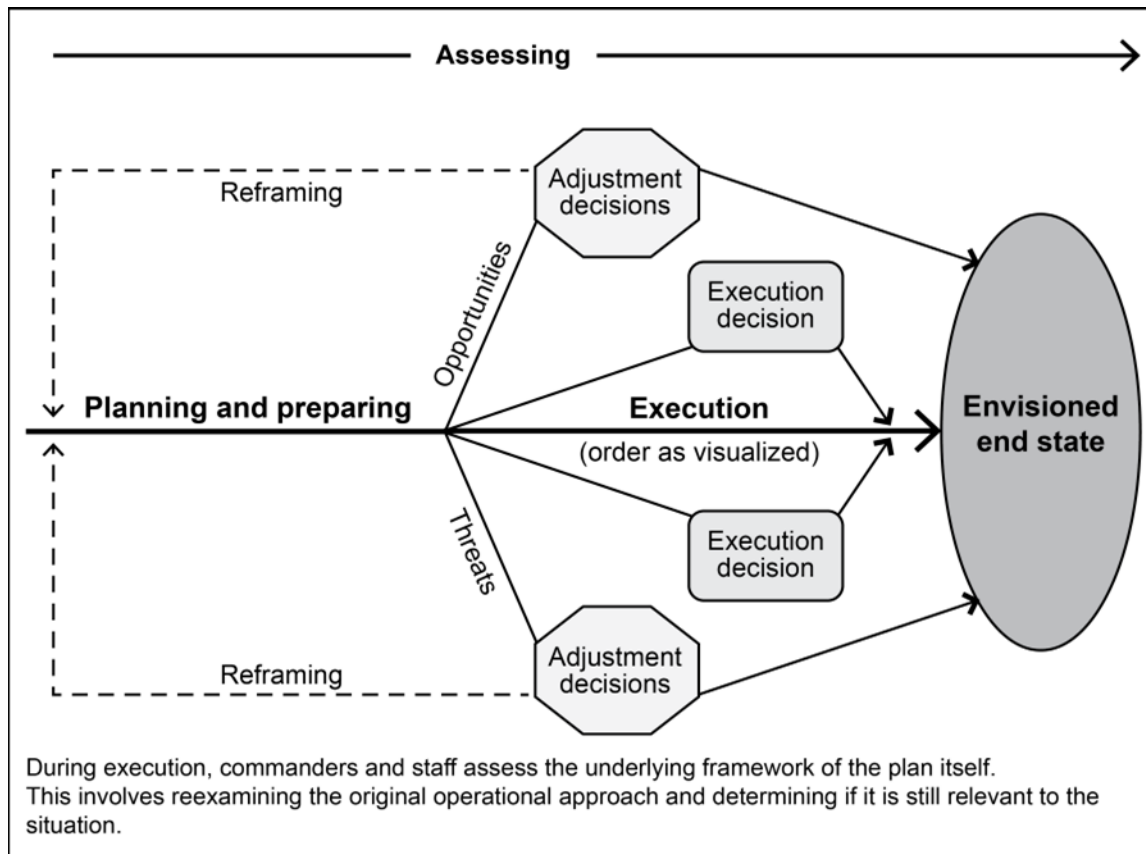 Assessing
Reframing
Adjustment
decisions
Opportunities
Execution
decision
Planning and preparing
Execution
(order as visualized)
Envisioned
end state
Threats
Execution
decision
Reframing
Adjustment
decisions
During execution, commanders and staff assess the underlying framework of the plan itself.
This involves reexamining the original operational approach and determining if it is still relevant to the
situation.